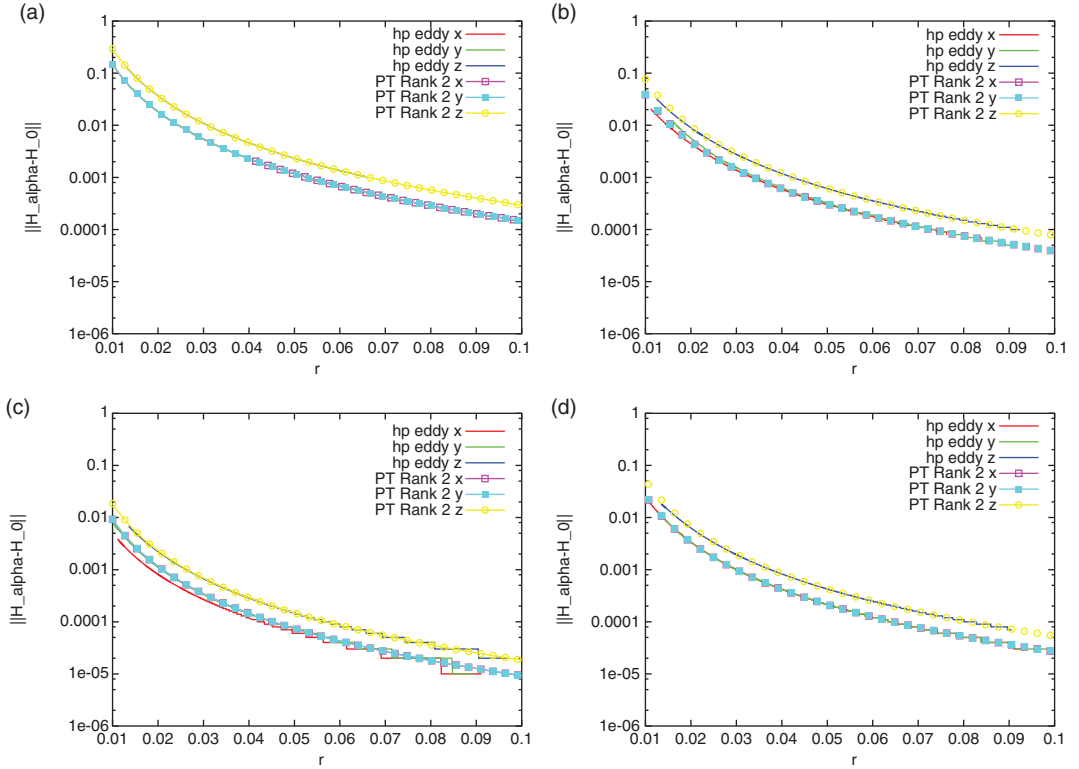 (a)
hp eddy x
hp eddy y
hp eddy z
PT Rank 2 x
PT Rank 2 y
PT Rank 2 z
1
0.1
0.01
0.001
0.0001
1e-05
1e-06
||H_alpha-H_0||
0.01 0.02 0.03 0.04 0.05 0.06 0.07 0.08 0.09 0.1
r
(b)
hp eddy x
hp eddy y
hp eddy z
PT Rank 2 x
PT Rank 2 y
PT Rank 2 z
1
0.1
0.01
0.001
0.0001
1e-05
1e-06
||H_alpha-H_0||
0.01 0.02 0.03 0.04 0.05 0.06 0.07 0.08 0.09 0.1
r
(c)
hp eddy x
hp eddy y
hp eddy z
PT Rank 2 x
PT Rank 2 y
PT Rank 2 z
1
0.1
0.01
0.001
0.0001
1e-05
1e-06
||H_alpha-H_0||
0.01 0.02 0.03 0.04 0.05 0.06 0.07 0.08 0.09 0.1
r
(d)
hp eddy x
hp eddy y
hp eddy z
PT Rank 2 x
PT Rank 2 y
PT Rank 2 z
1
0.1
0.01
0.001
0.0001
1e-05
1e-06
||H_alpha-H_0||
0.01 0.02 0.03 0.04 0.05 0.06 0.07 0.08 0.09 0.1
r